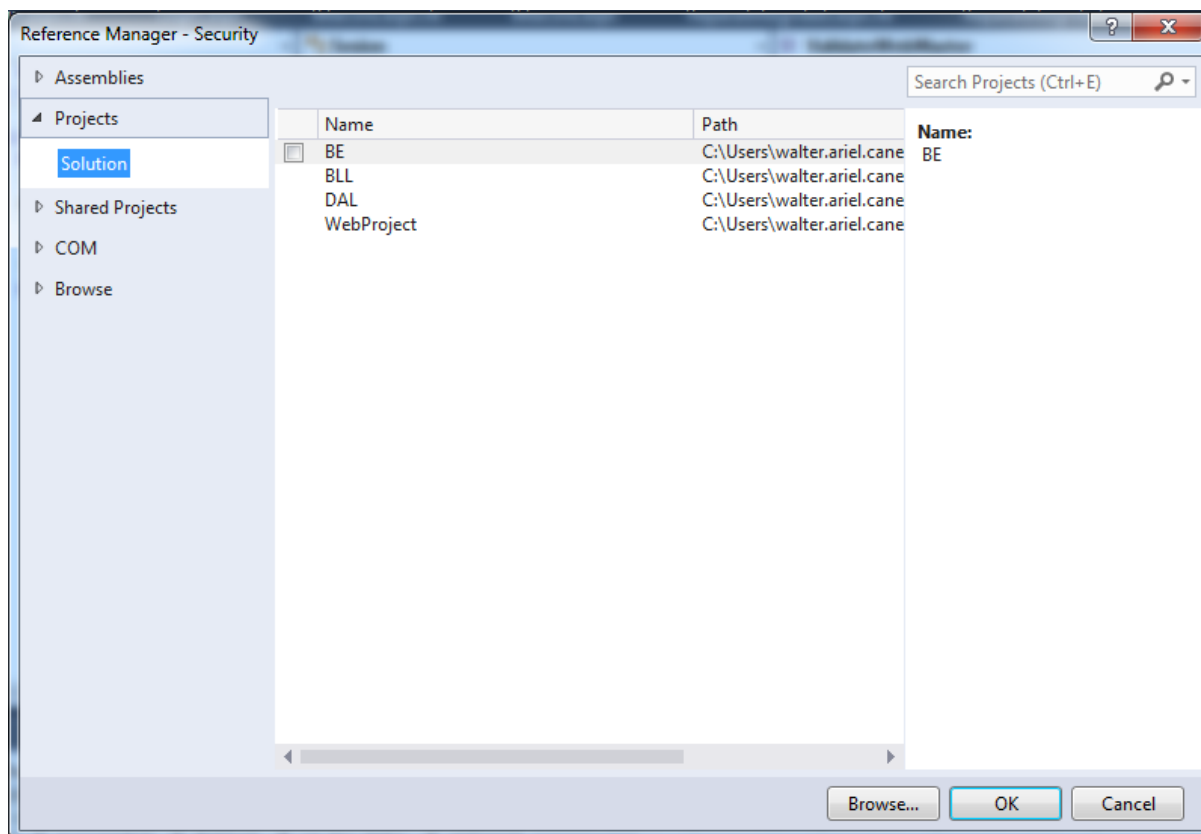 Reference Manager - Security
?
X
Assemblies
Search Projects (Ctrl+E)
Projects
Name Path
Name:
Solution
BE C:\Users\walter.ariel.cane
BE
BLL C:\Users\walter.ariel.cane
DAL C:\Users\walter.ariel.cane
WebProject C:\Users\walter.ariel.cane
Shared Projects
COM
Browse
Browse... OK Cancel